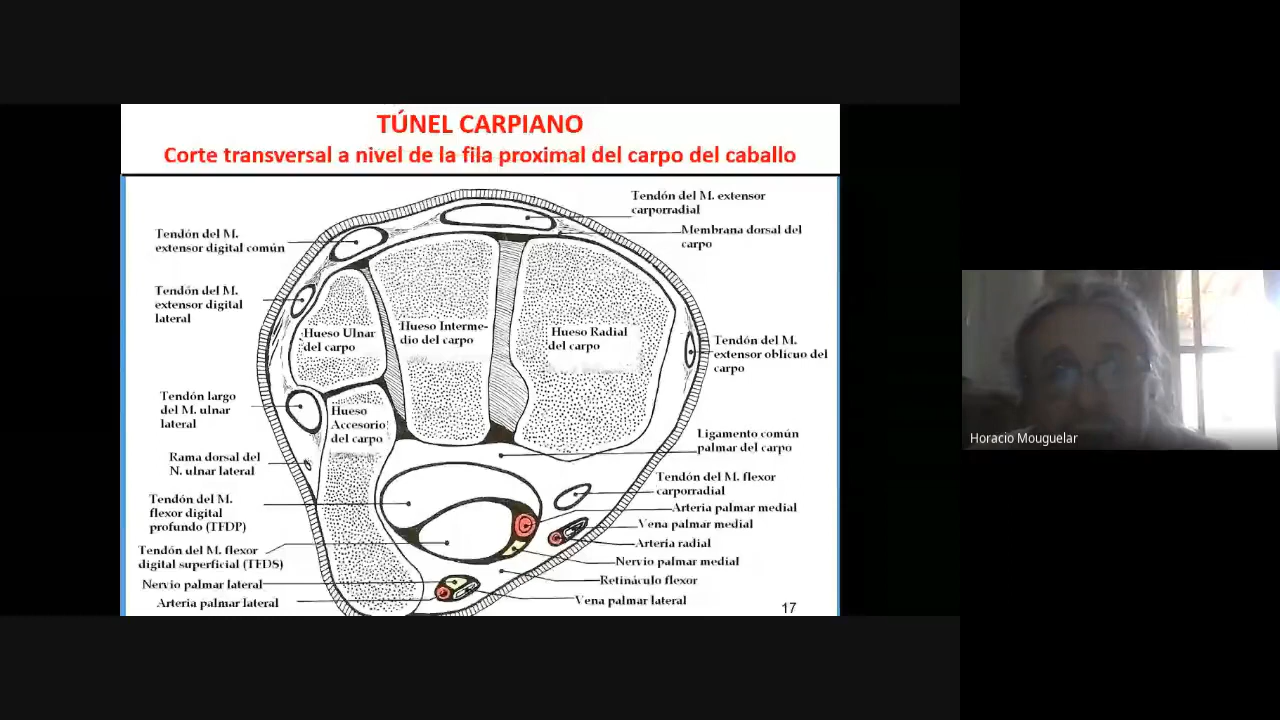 TÚNEL CARPIANO
Corte transversal a nivel de la fila proximal del carpo del caballo
Tendón del M. extensor
carporradial
Membrana dorsal del
carpo
Tendón del M.
extensor digital común
Tendón del M.
extensor digital
lateral
Hueso Ulnar
del carpo
Hueso Interme-
dio del carpo
Hueso Radial
del carpo
Tendón del M.
extensor oblicuo del
carpo
Tendón largo
del M. ulnar
lateral
Hueso
Accesorio
del carpo
Ligamento común
palmar del carpo
Rama dorsal del
N. ulnar lateral
Tendón del M. flexor
carporradial
Tendón del M.
flexor digital
profundo (TFDP)
Arteria palmar medial
Vena palmar medial
Arteria radial
Tendón del M. flexor
digital superficial (TFDS)
Nervio palmar medial
Nervio palmar lateral
Retináculo flexor
Arteria palmar lateral
Vena palmar lateral
17
Horacio Mouguelar